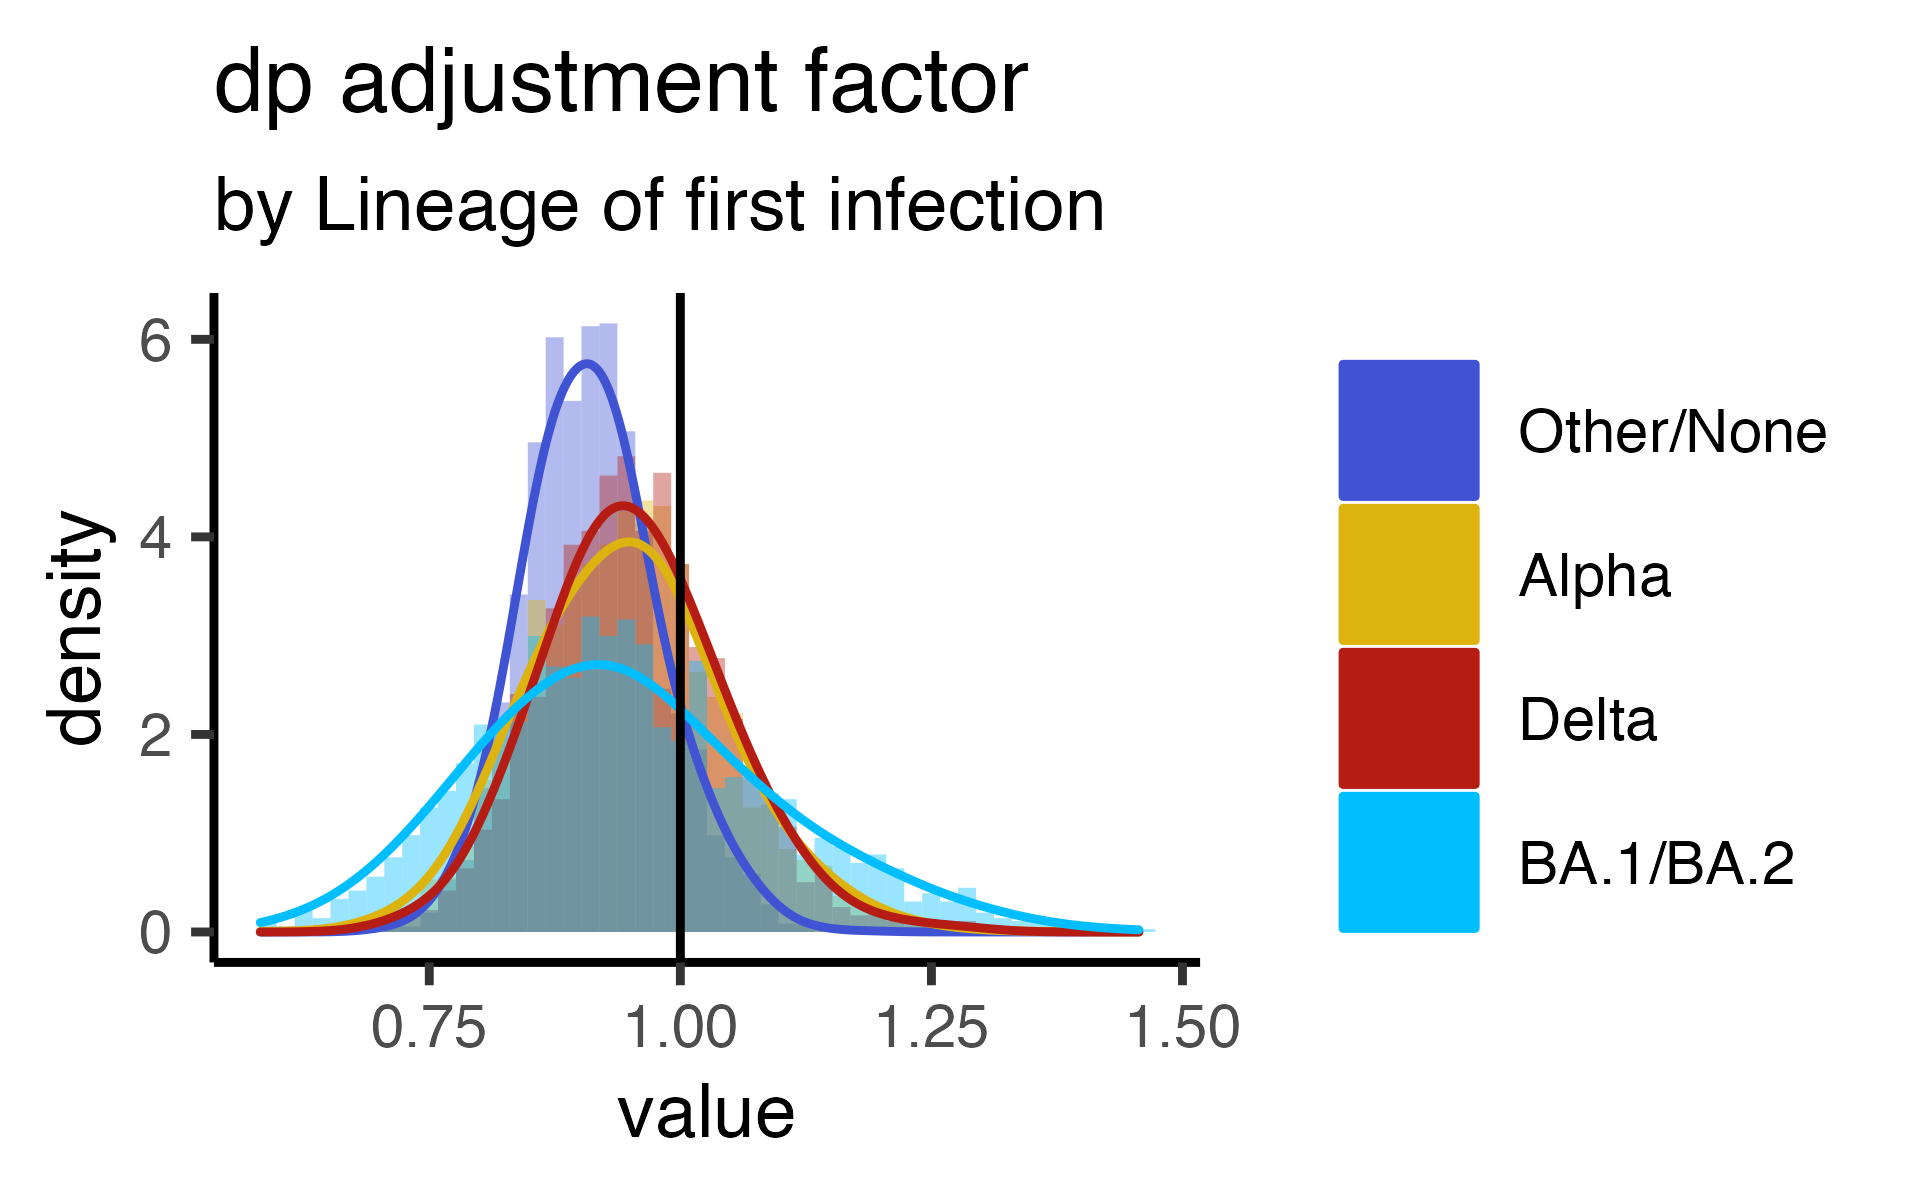 dp adjustment factor
by Lineage of first infection
density
6
4
2
0
0.75 1.00 1.25 1.50
value
Other/None
Alpha
Delta
BA.1/BA.2